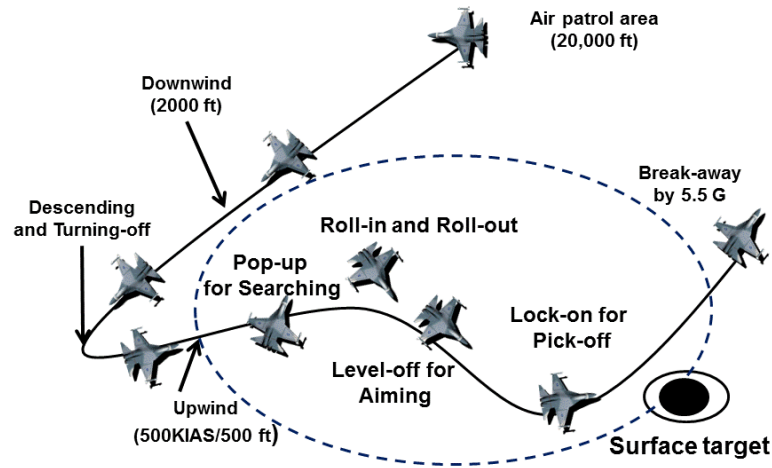 Air patrol area
(20,000 ft)
Downwind
(2000 ft)
Break-away
by 5.5 G
Descending
and Turning-off
Roll-in and Roll-out
Pop-up
for Searching
Lock-on for
Pick-off
Level-off for
Aiming
Upwind
(500KIAS/500 ft)
Surface target